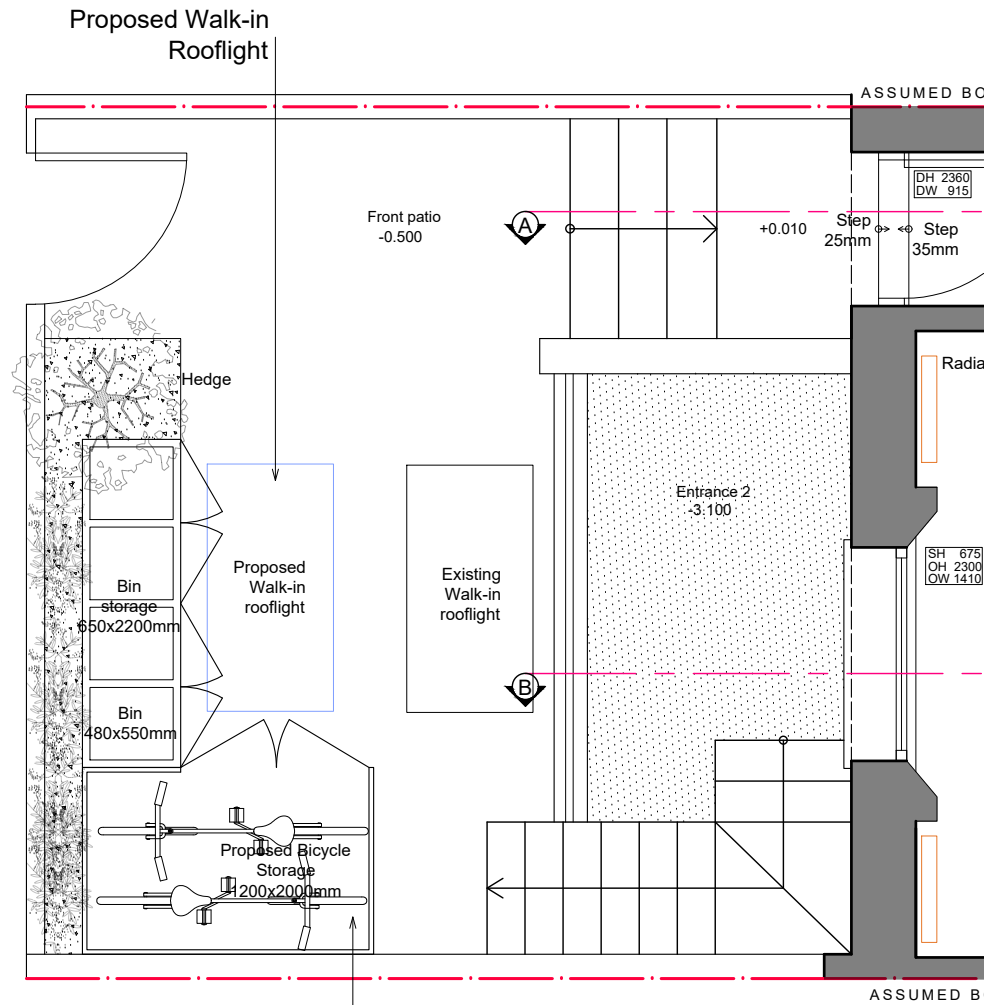 Proposed Walk-in
Rooflight
ASSUMED BO
DH 2360
DW 915
Front patio
-0.500
A
+0.010
Step
25mm
Step
35mm
Hedge
Radia
Entrance 2
-3.100
Proposed
Walk-in
rooflight
Existing
Walk-in
rooflight
SH 675
OH 2300
OW 1410
Bin
storage
650x2200mm
B
Bin
480x550mm
Proposed Bicycle
Storage
1200x2000mm
ASSUMED BO